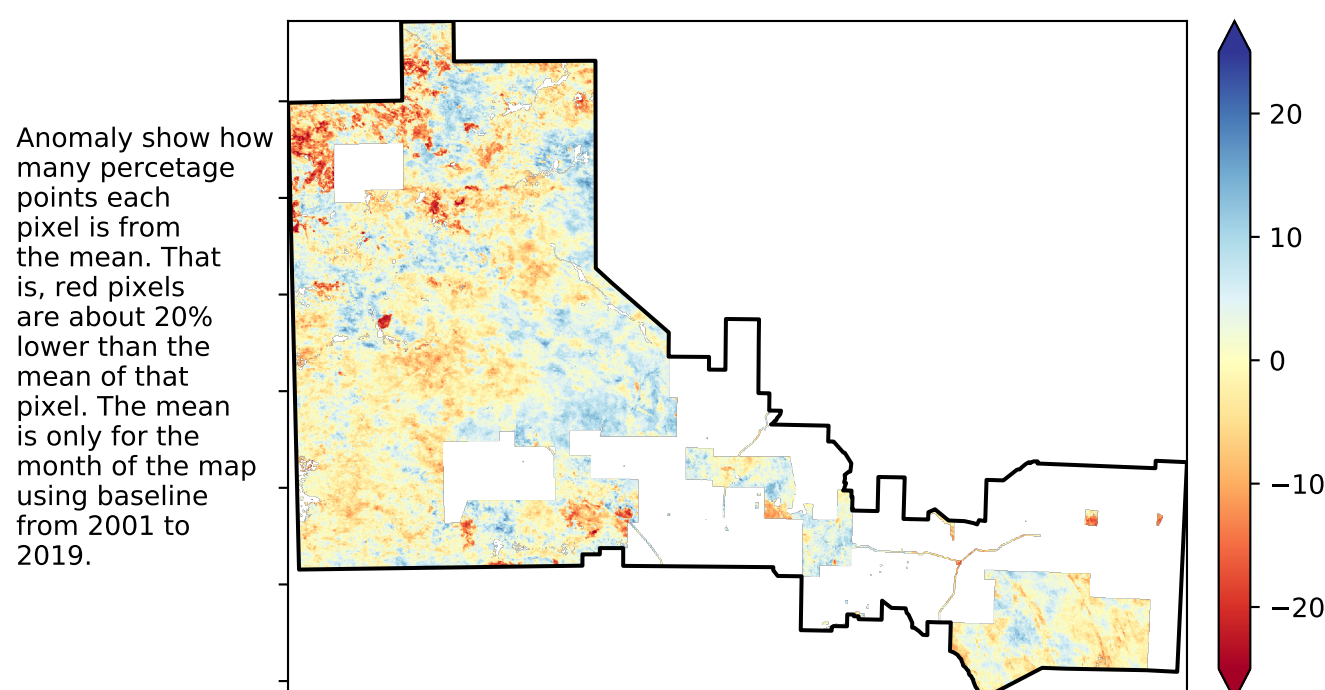 Anomaly show how
many percetage
points each
pixel is from
the mean. That
is, red pixels
are about 20%
lower than the
mean of that
pixel. The mean
is only for the
month of the map
using baseline
from 2001 to
2019.
20
10
0
−10
−20